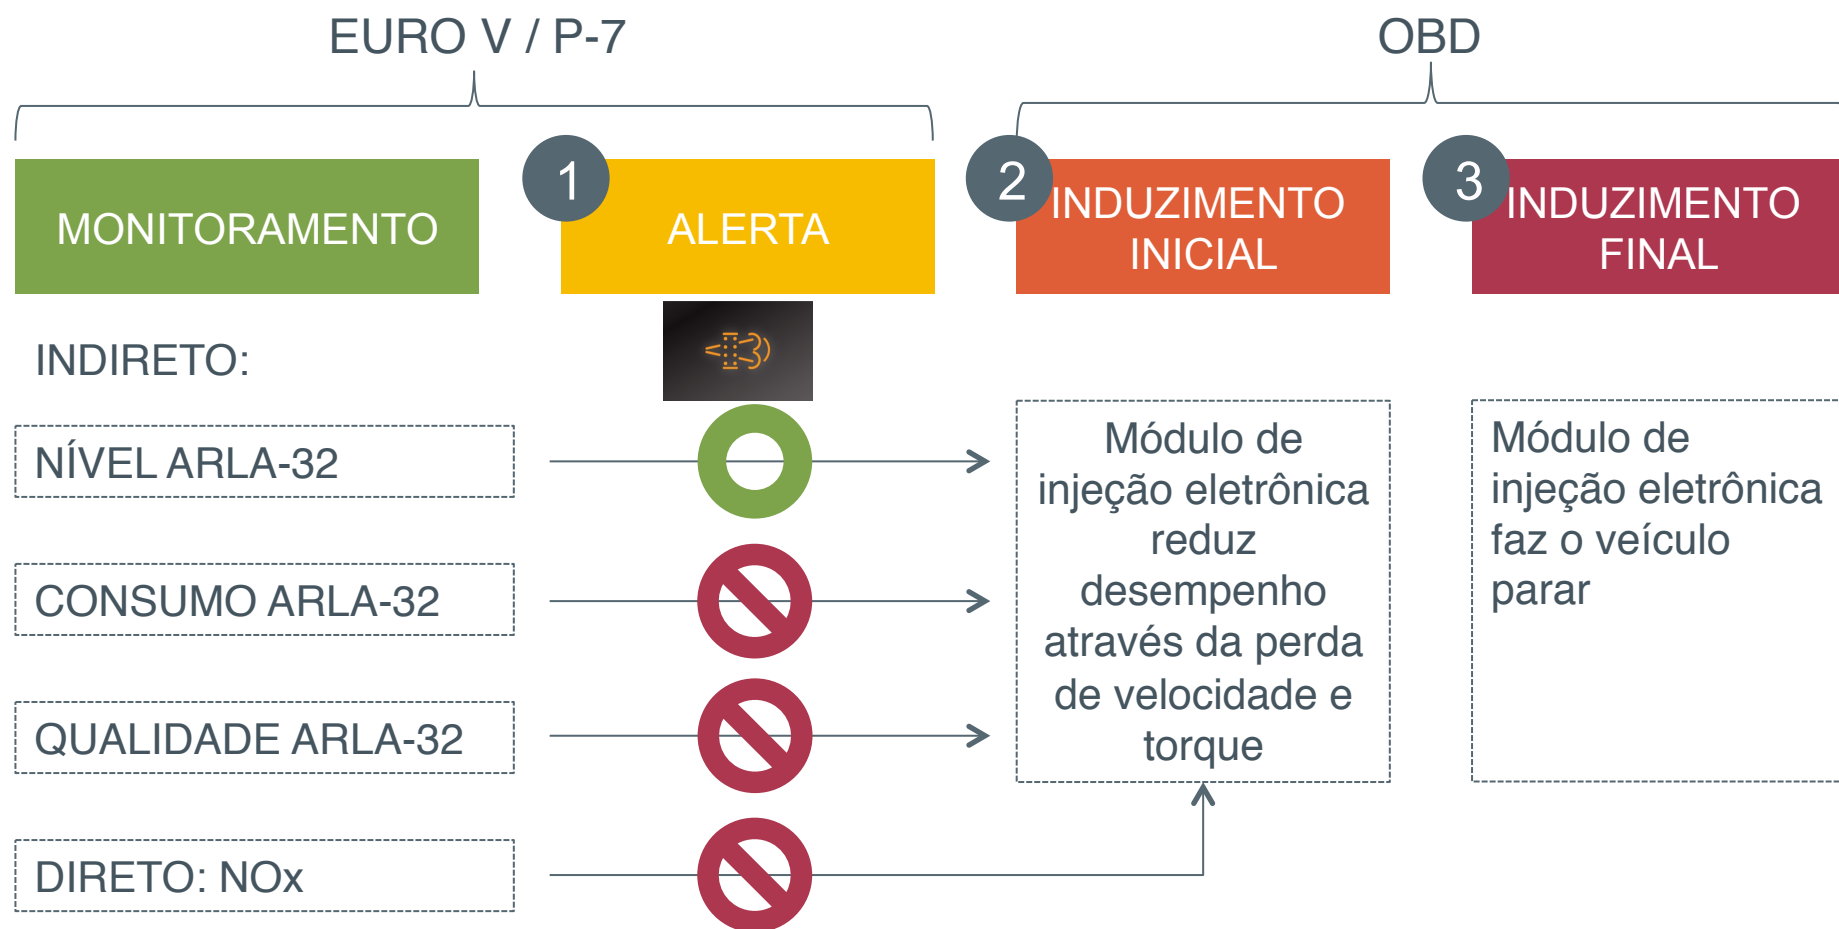 EURO V / P-7
OBD
MONITORAMENTO
1
ALERTA
2
INDUZIMENTO
INICIAL
3
INDUZIMENTO
FINAL
INDIRETO:
NÍVEL ARLA-32
CONSUMO ARLA-32
QUALIDADE ARLA-32
DIRETO: NOx
Módulo de
injeção eletrônica
reduz
desempenho
através da perda
de velocidade e
torque
Módulo de
injeção eletrônica
faz o veículo
parar